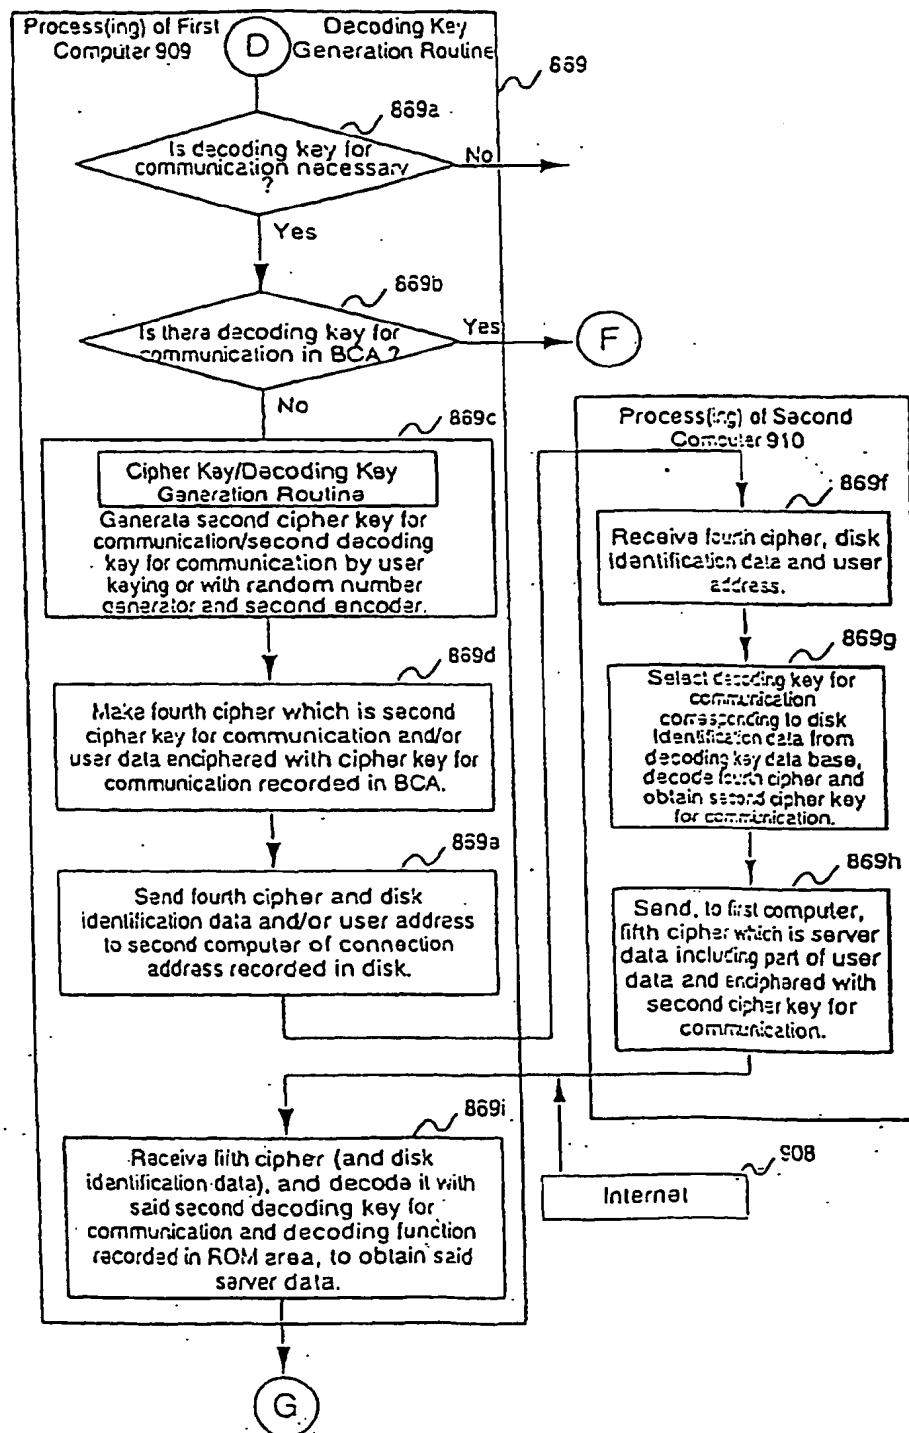 Process(ing) of First
Computer 909
D
Decoding Key
Generation Routine
869
869a
Is decoding key for
communication necessary
?
No
Yes
869b
Is there decoding key for
communication in BCA ?
Yes
F
No
869c
Cipher Key/Decoding Key
Generation Routine
Generate second cipher key for
communication/second decoding
key for communication by user
keying or with random number
generator and second encoder.
869d
Make fourth cipher which is second
cipher key for communication and/or
user data enciphered with cipher key for
communication recorded in BCA.
869e
Send fourth cipher and disk
identification data and/or user address
to second computer of connection
address recorded in disk.
Process(ing) of Second
Computer 910
869f
Receive fourth cipher, disk
identification data and user
address.
869g
Select decoding key for
communication
corresponding to disk
identification data from
decoding key data base,
decode fourth cipher and
obtain second cipher key
for communication.
869h
Send, to first computer,
fifth cipher which is server
data including part of user
data and enciphered with
second cipher key for
communication.
869i
Receive fifth cipher (and disk
identification data), and decode it with
said second decoding key for
communication and decoding function
recorded in ROM area, to obtain said
server data.
908
Internet
G